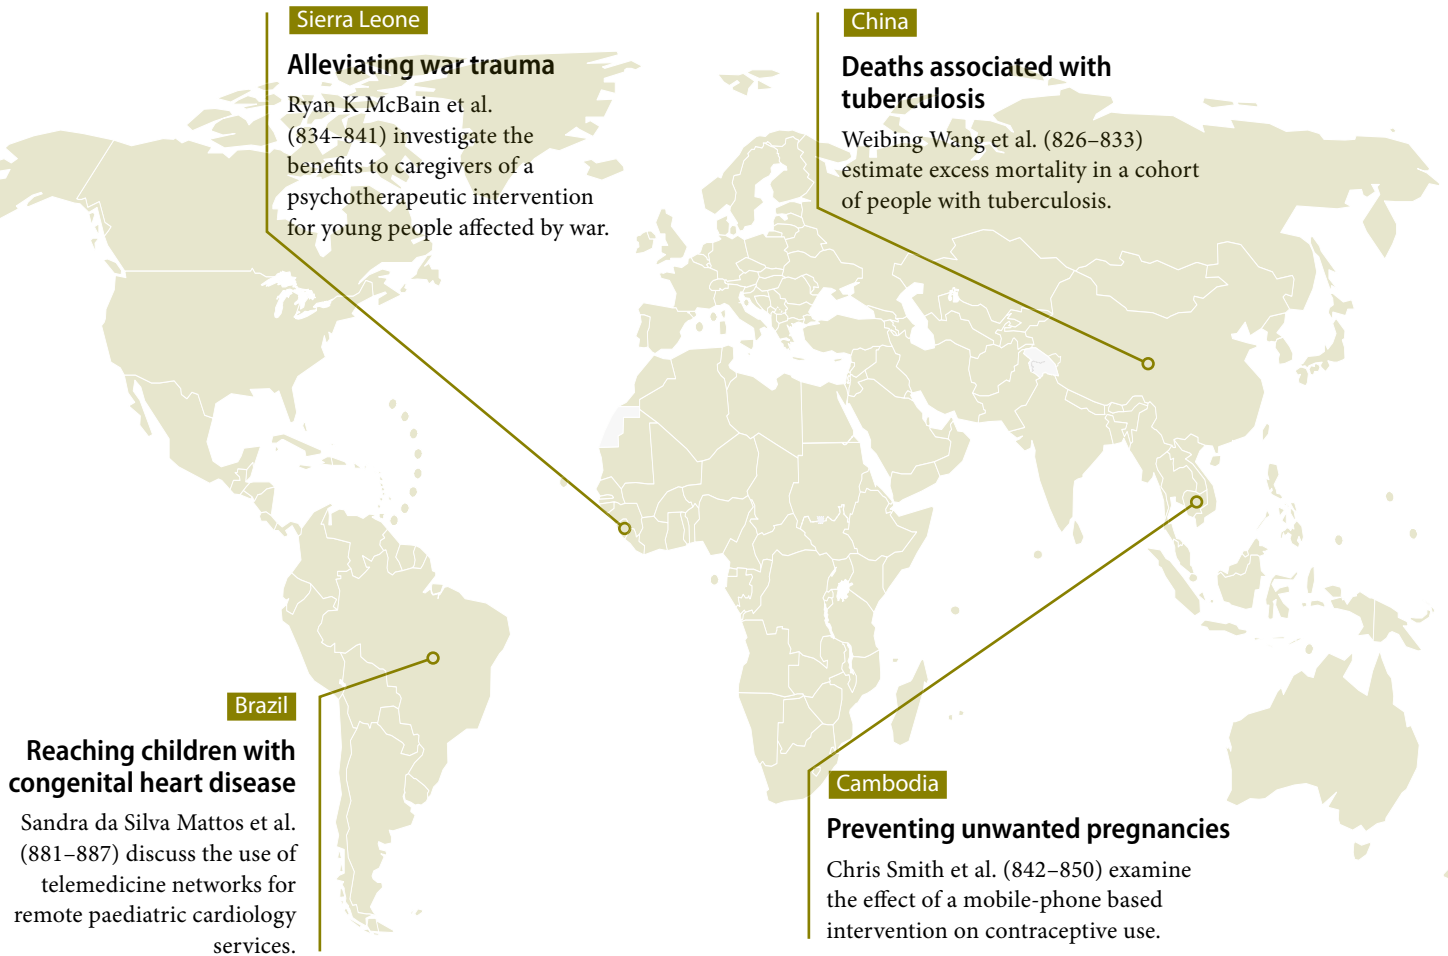 Sierra Leone
Alleviating war trauma
Ryan K McBain et al.
(834–841) investigate the
benefits to caregivers of a
psychotherapeutic intervention
for young people affected by war.
China
Deaths associated with
tuberculosis
Weibing Wang et al. (826–833)
estimate excess mortality in a cohort
of people with tuberculosis.
Brazil
Reaching children with
congenital heart disease
Sandra da Silva Mattos et al.
(881–887) discuss the use of
telemedicine networks for
remote paediatric cardiology
services.
Cambodia
Preventing unwanted pregnancies
Chris Smith et al. (842–850) examine
the effect of a mobile-phone based
intervention on contraceptive use.